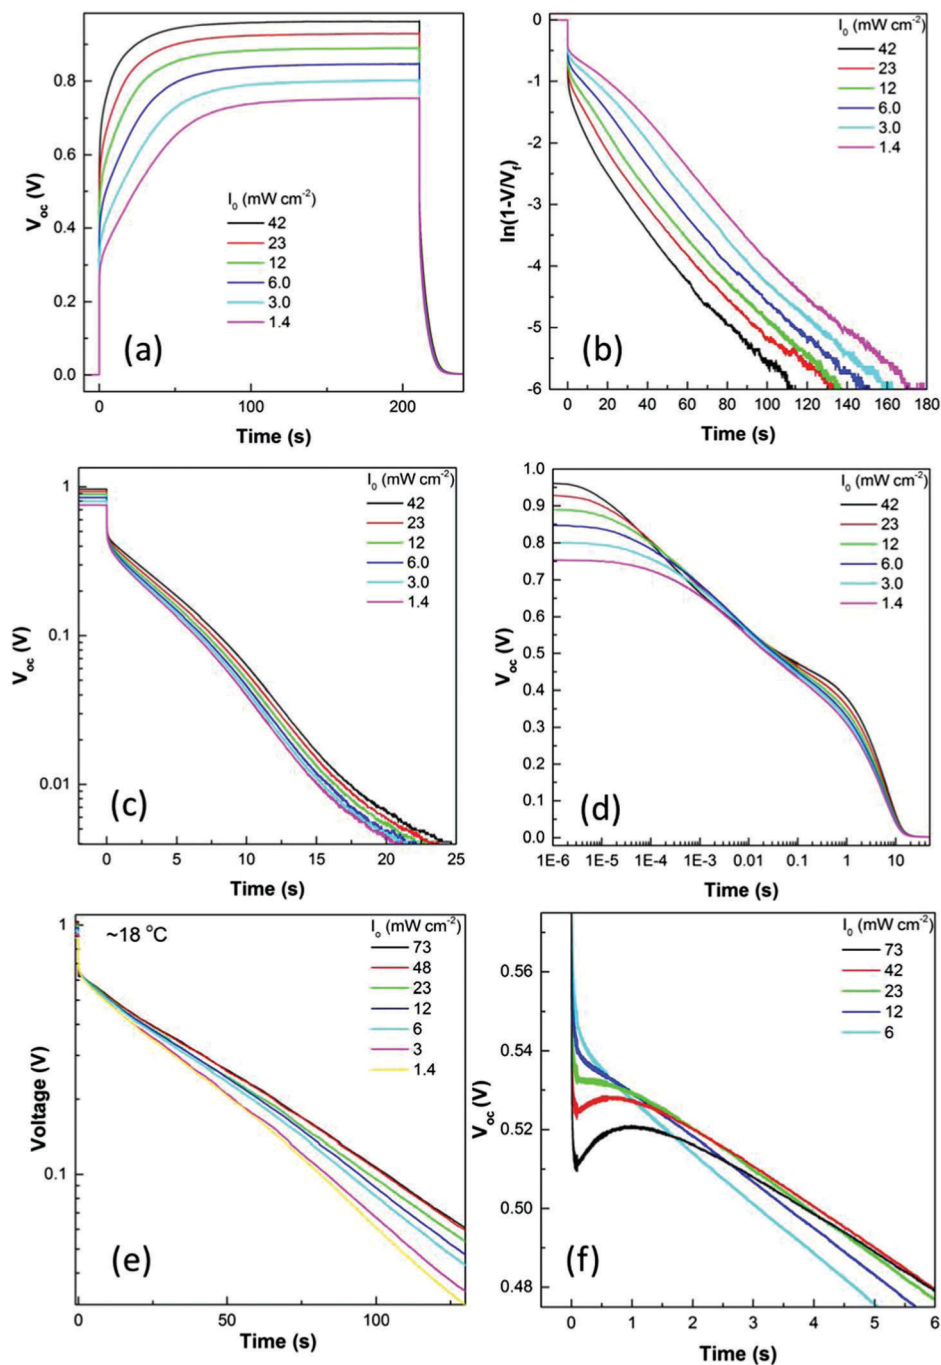 1.0
0.8
0.6
0.4
0.2
0.0
V_oc (V)
I_0 (mW cm^-2)
42
23
12
6.0
3.0
1.4
(a)
0
100
200
Time (s)
0
-1
-2
-3
-4
-5
-6
ln(1-V/V_f)
I_0 (mW cm^-2)
42
23
12
6.0
3.0
1.4
(b)
0 20 40 60 80 100 120 140 160 180
Time (s)
1
0.1
0.01
V_oc (V)
I_0 (mW cm^-2)
42
23
12
6.0
3.0
1.4
(c)
0 5 10 15 20 25
Time (s)
1.0
0.9
0.8
0.7
0.6
0.5
0.4
0.3
0.2
0.1
0.0
V_oc (V)
I_0 (mW cm^-2)
42
23
12
6.0
3.0
1.4
(d)
1E-6 1E-5 1E-4 1E-3 0.01 0.1 1 10
Time (s)
1
0.1
Voltage (V)
~18 °C
I_o (mW cm^-2)
73
48
23
12
6
3
1.4
(e)
0 50 100
Time (s)
0.56
0.54
0.52
0.50
0.48
V_oc (V)
I_0 (mW cm^-2)
73
42
23
12
6
(f)
0 1 2 3 4 5 6
Time (s)